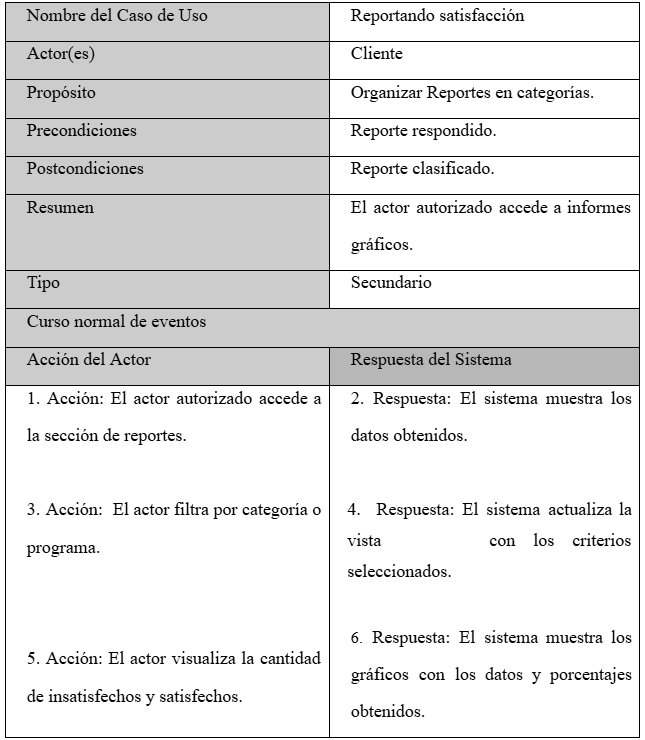 Nombre del Caso de Uso
Reportando satisfacción
Actor(es)
Cliente
Propósito
Organizar Reportes en categorías.
Precondiciones
Reporte respondido.
Postcondiciones
Reporte clasificado.
Resumen
El actor autorizado accede a informes
gráficos.
Tipo
Secundario
Curso normal de eventos
Acción del Actor
Respuesta del Sistema
1. Acción: El actor autorizado accede a
la sección de reportes.
2. Respuesta: El sistema muestra los
datos obtenidos.
3. Acción: El actor filtra por categoría o
programa.
4. Respuesta: El sistema actualiza la
vista con los criterios
seleccionados.
5. Acción: El actor visualiza la cantidad
de insatisfechos y satisfechos.
6. Respuesta: El sistema muestra los
gráficos con los datos y porcentajes
obtenidos.